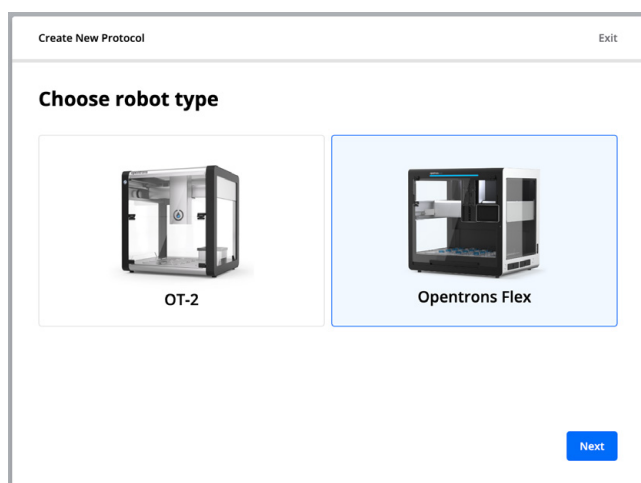 Create New Protocol
Exit
Choose robot type
OT-2
Opentrons Flex
Next